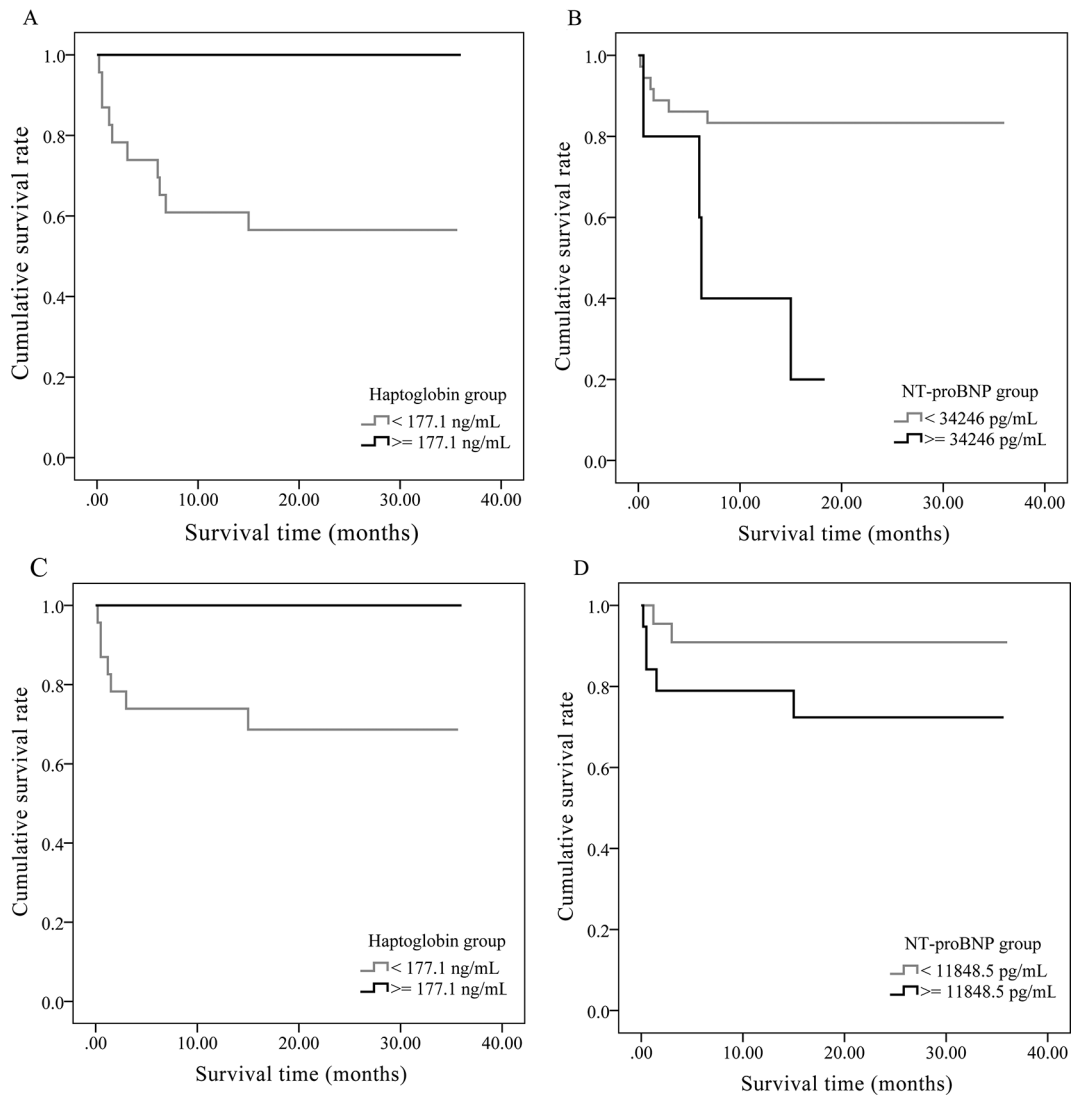 A
1.0
0.8
0.6
0.4
0.2
0.0
Cumulative survival rate
Haptoglobin group
< 177.1 ng/mL
>= 177.1 ng/mL
.00
10.00
20.00
30.00
40.00
Survival time (months)
B
1.0
0.8
0.6
0.4
0.2
0.0
Cumulative survival rate
NT-proBNP group
< 34246 pg/mL
>= 34246 pg/mL
.00
10.00
20.00
30.00
40.00
Survival time (months)
C
1.0
0.8
0.6
0.4
0.2
0.0
Cumulative survival rate
Haptoglobin group
< 177.1 ng/mL
>= 177.1 ng/mL
.00
10.00
20.00
30.00
40.00
Survival time (months)
D
1.0
0.8
0.6
0.4
0.2
0.0
Cumulative survival rate
NT-proBNP group
< 11848.5 pg/mL
>= 11848.5 pg/mL
.00
10.00
20.00
30.00
40.00
Survival time (months)